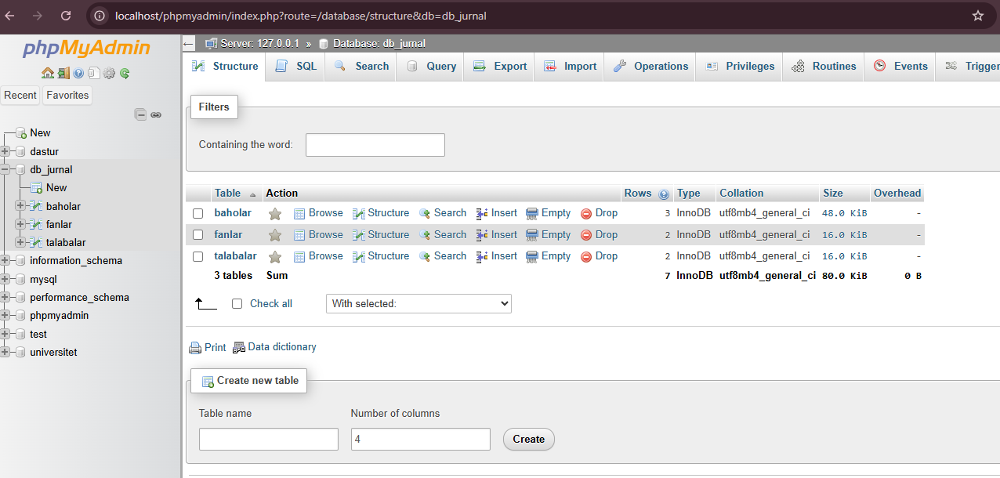 localhost/phpmyadmin/index.php?route=/database/structure&db=db_jurnal
phpMyAdmin
Recent Favorites
New
dastur
db_jurnal
New
baholar
fanlar
talabalar
information_schema
mysql
performance_schema
phpmyadmin
test
universitet
Server: 127.0.0.1 » Database: db_jurnal
Structure SQL Search Query Export Import Operations Privileges Routines Events Trigger
Filters
Containing the word:
Table Action Rows Type Collation Size Overhead
baholar Browse Structure Search Insert Empty Drop 3 InnoDB utf8mb4_general_ci 48.0 KiB -
fanlar Browse Structure Search Insert Empty Drop 2 InnoDB utf8mb4_general_ci 16.0 KiB -
talabalar Browse Structure Search Insert Empty Drop 2 InnoDB utf8mb4_general_ci 16.0 KiB -
3 tables Sum 7 InnoDB utf8mb4_general_ci 80.0 KiB 0 B
Check all With selected:
Print Data dictionary
Create new table
Table name Number of columns
4 Create